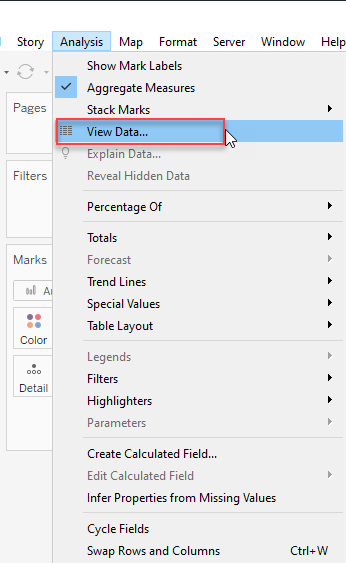 Story Analysis Map Format Server Window Help
Pages
Filters
Marks
Color
Detail
Show Mark Labels
Aggregate Measures
Stack Marks
View Data...
Explain Data...
Reveal Hidden Data
Percentage Of
Totals
Forecast
Trend Lines
Special Values
Table Layout
Legends
Filters
Highlighters
Parameters
Create Calculated Field...
Edit Calculated Field
Infer Properties from Missing Values
Cycle Fields
Swap Rows and Columns Ctrl+W